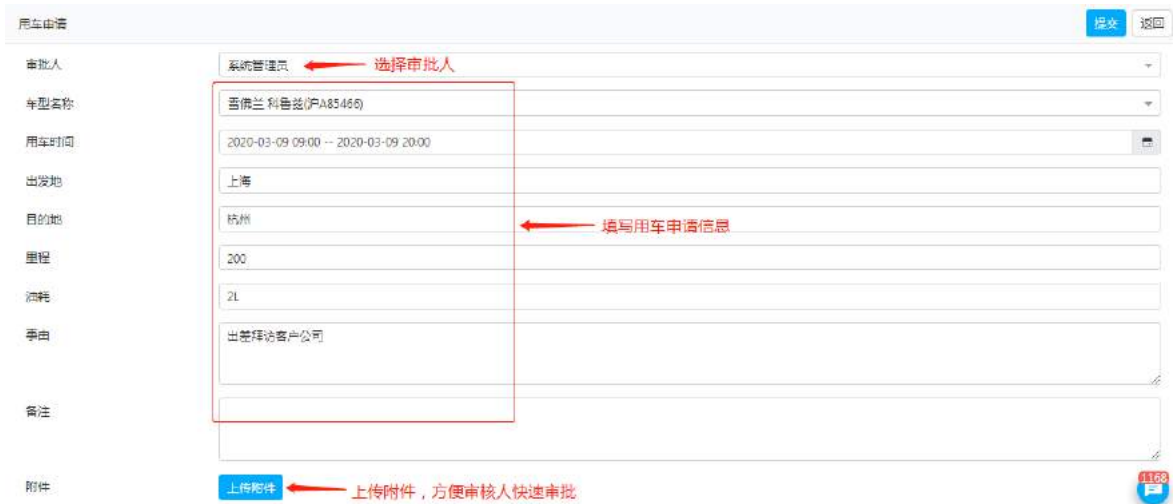 用车申请 提交 返回
审批人 系统管理员 选择审批人
车型名称 雪佛兰 科鲁兹(沪A85466)
用车时间 2020-03-09 09:00 -- 2020-03-09 20:00
出发地 上海
目的地 杭州 填写用车申请信息
里程 200
油耗 2L
事由 出差拜访客户公司
备注
附件 上传附件 上传附件，方便审核人快速审批
1168